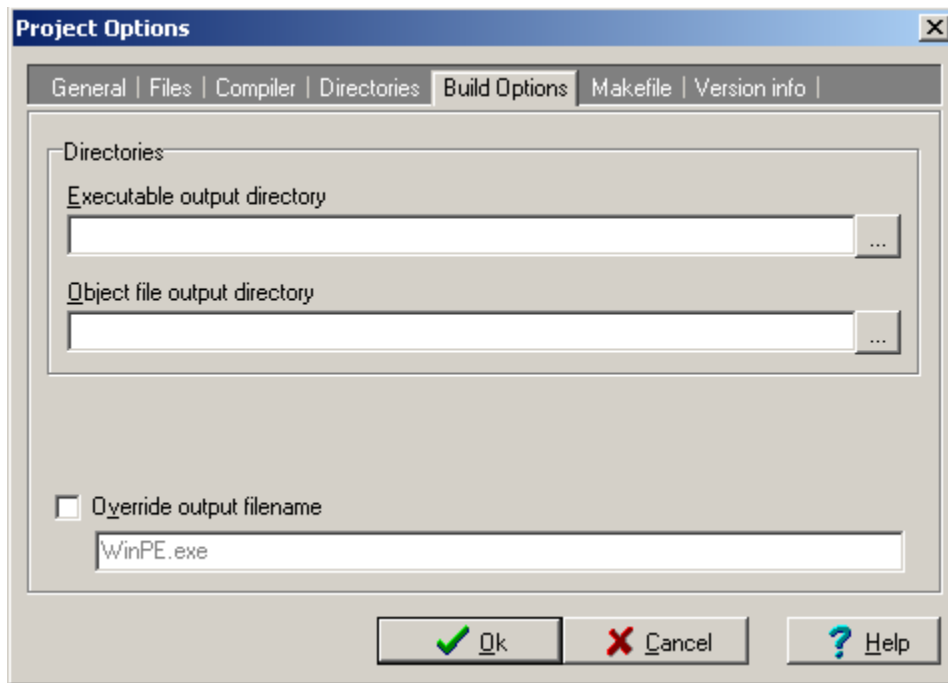 Project Options
General | Files | Compiler | Directories Build Options Makefile | Version info |
Directories
Executable output directory
...
Object file output directory
...
Override output filename
WinPE.exe
Ok Cancel ? Help